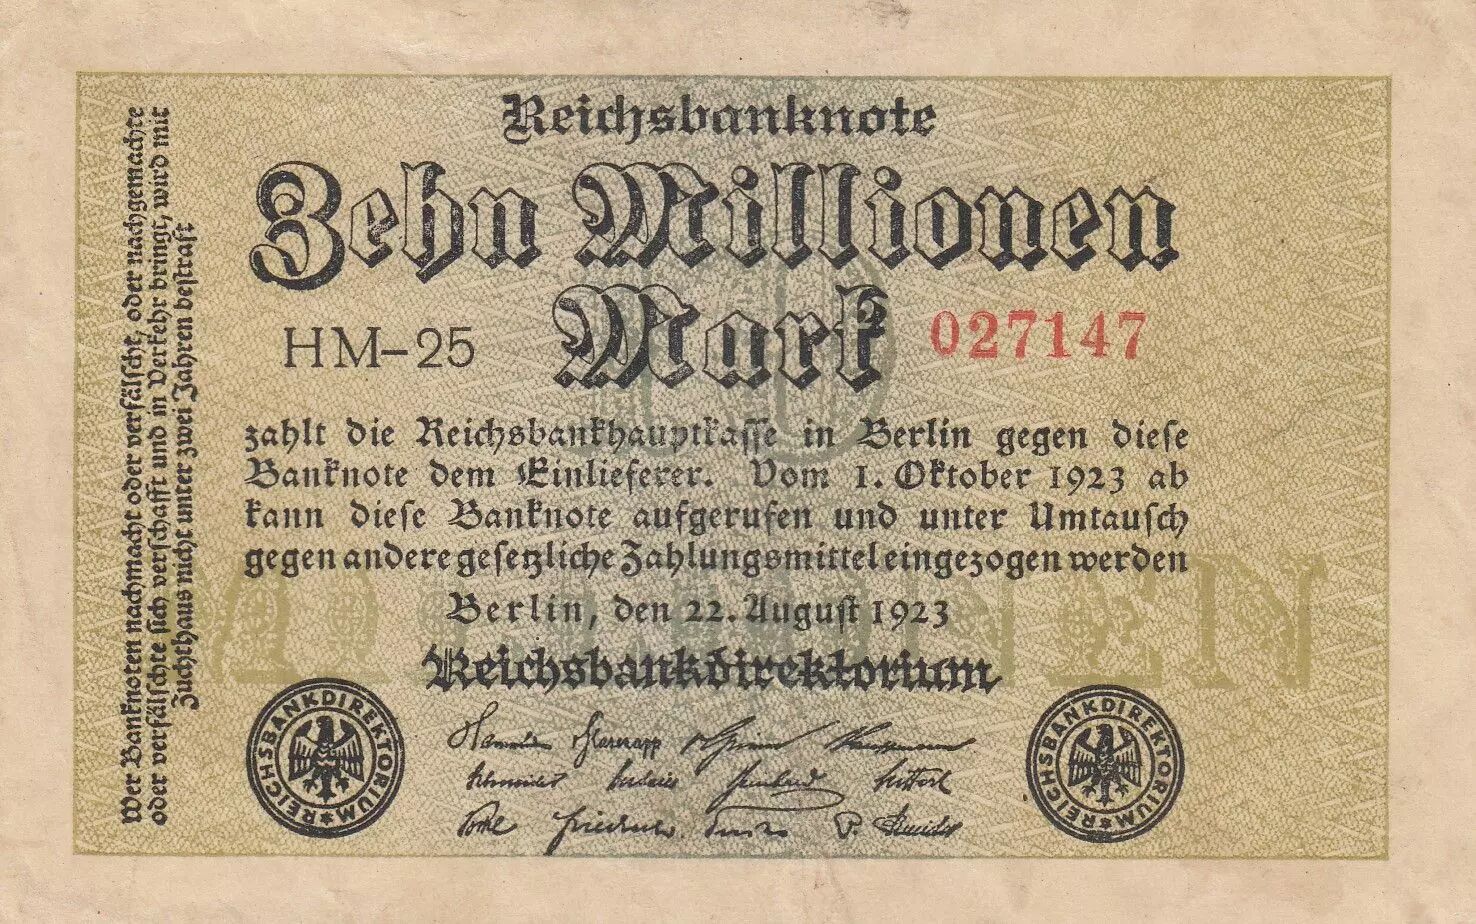 Reichsbanknote
Zehn Millionen
Mark
HM-25
027147
zahlt die Reichsbankhauptkasse in Berlin gegen diese
Banknote dem Einlieferer. Vom 1. Oktober 1923 ab
kann diese Banknote aufgerufen und unter Umtausch
gegen andere gesetzliche Zahlungsmittel eingezogen werden
Berlin, den 22. August 1923
Reichsbankdirektorium
REICHSBANKDIREKTORIUM
REICHSBANKDIREKTORIUM
Wer Banknoten nachmacht oder verfälscht, oder nachgemachte
oder verfälschte sich verschafft und in Verkehr bringt, wird mit
Zuchthaus nicht unter zwei Jahren bestraft
10